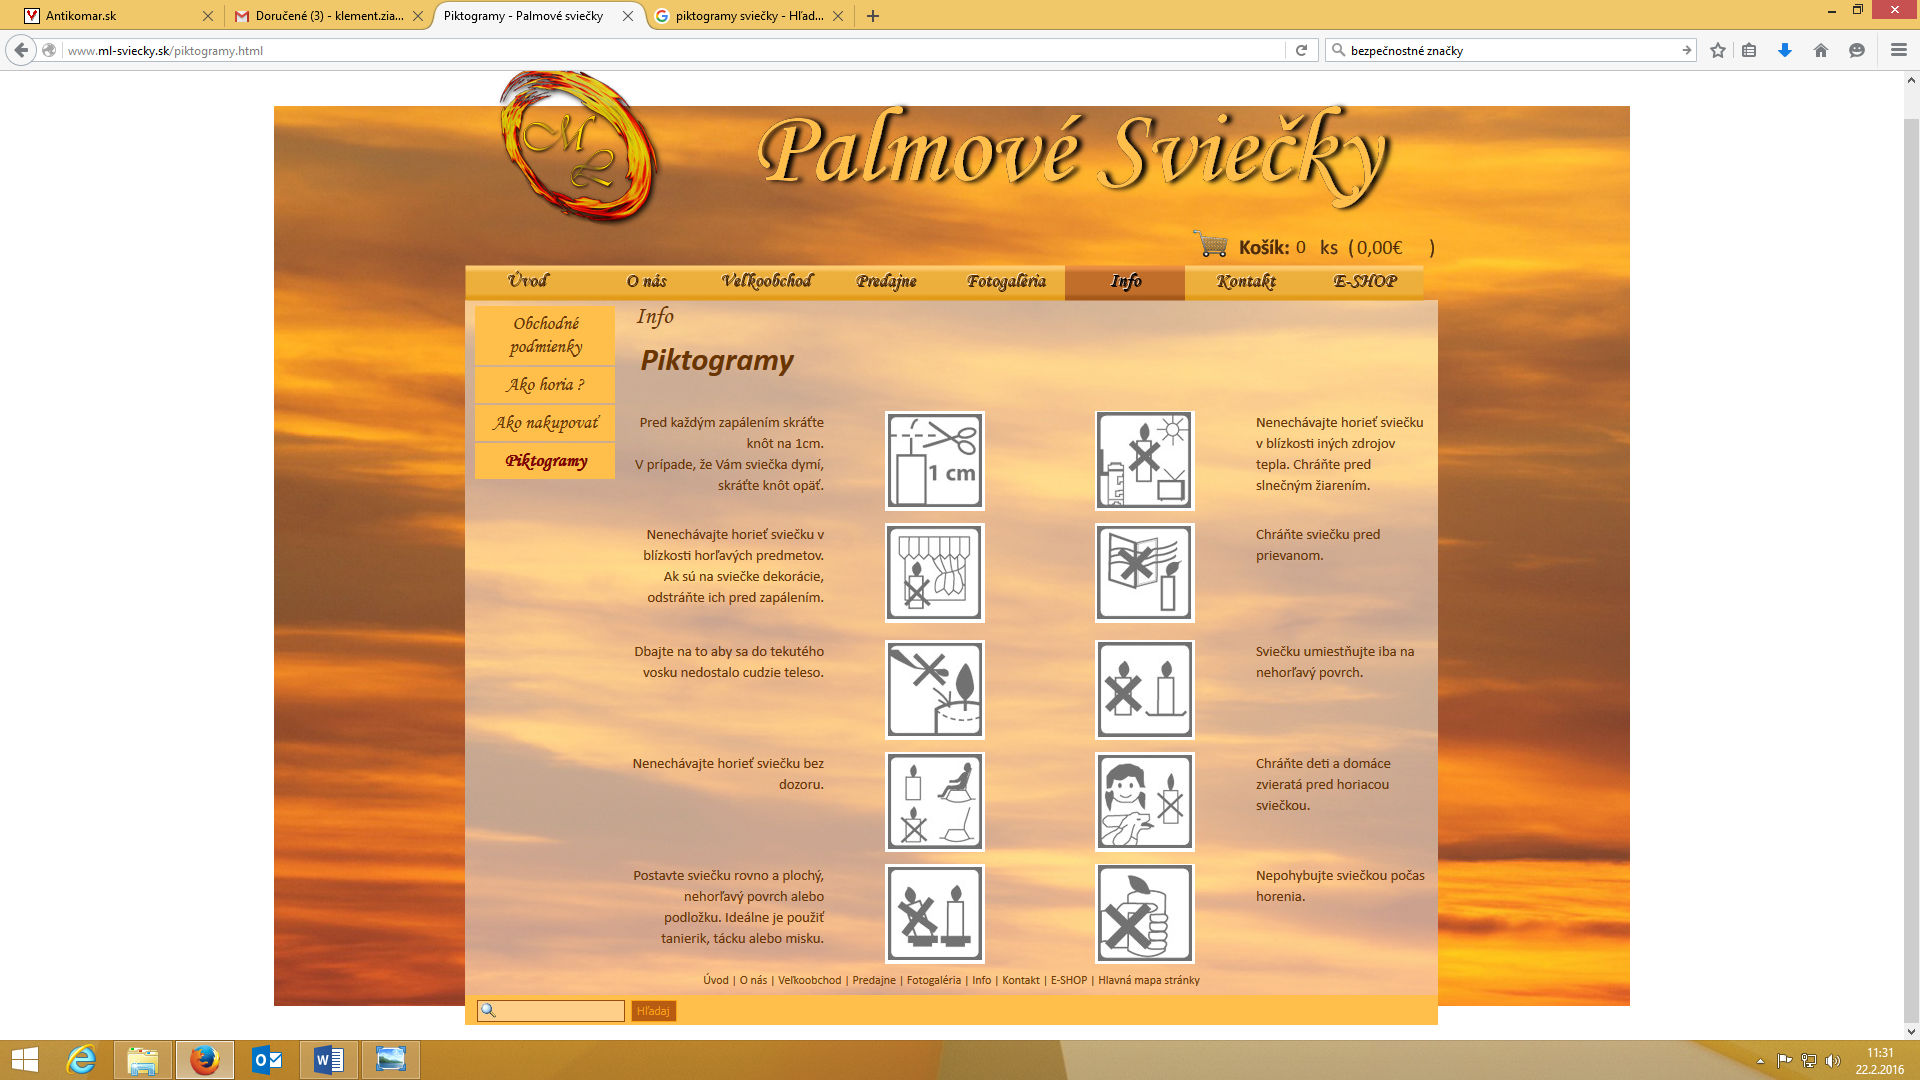 Antikomar.sk
Doručené (3) - klement.zia...
Piktogramy - Palmové sviečky
piktogramy sviečky - Hľad...
www.ml-sviecky.sk/piktogramy.html
bezpečnostné značky
ML
Palmové Sviečky
Košík: 0 ks (0,00€ )
Úvod
O nás
Veľkoobchod
Predajne
Fotogaléria
Info
Kontakt
E-SHOP
Obchodné
podmienky
Ako horia ?
Ako nakupovať
Piktogramy
Info
Piktogramy
Pred každým zapálením skráťte
knôt na 1cm.
V prípade, že Vám sviečka dymí,
skráťte knôt opäť.
1 cm
Nenechávajte horieť sviečku
v blízkosti iných zdrojov
tepla. Chráňte pred
slnečným žiarením.
Nenechávajte horieť sviečku v
blízkosti horľavých predmetov.
Ak sú na sviečke dekorácie,
odstráňte ich pred zapálením.
Chráňte sviečku pred
prievanom.
Dbajte na to aby sa do tekutého
vosku nedostalo cudzie teleso.
Sviečku umiestňujte iba na
nehorľavý povrch.
Nenechávajte horieť sviečku bez
dozoru.
Chráňte deti a domáce
zvieratá pred horiacou
sviečkou.
Postavte sviečku rovno a plochý,
nehorľavý povrch alebo
podložku. Ideálne je použiť
tanierik, tácku alebo misku.
Nepohybujte sviečkou počas
horenia.
Úvod | O nás | Veľkoobchod | Predajne | Fotogaléria | Info | Kontakt | E-SHOP | Hlavná mapa stránky
Hľadaj
11:31
22.2.2016